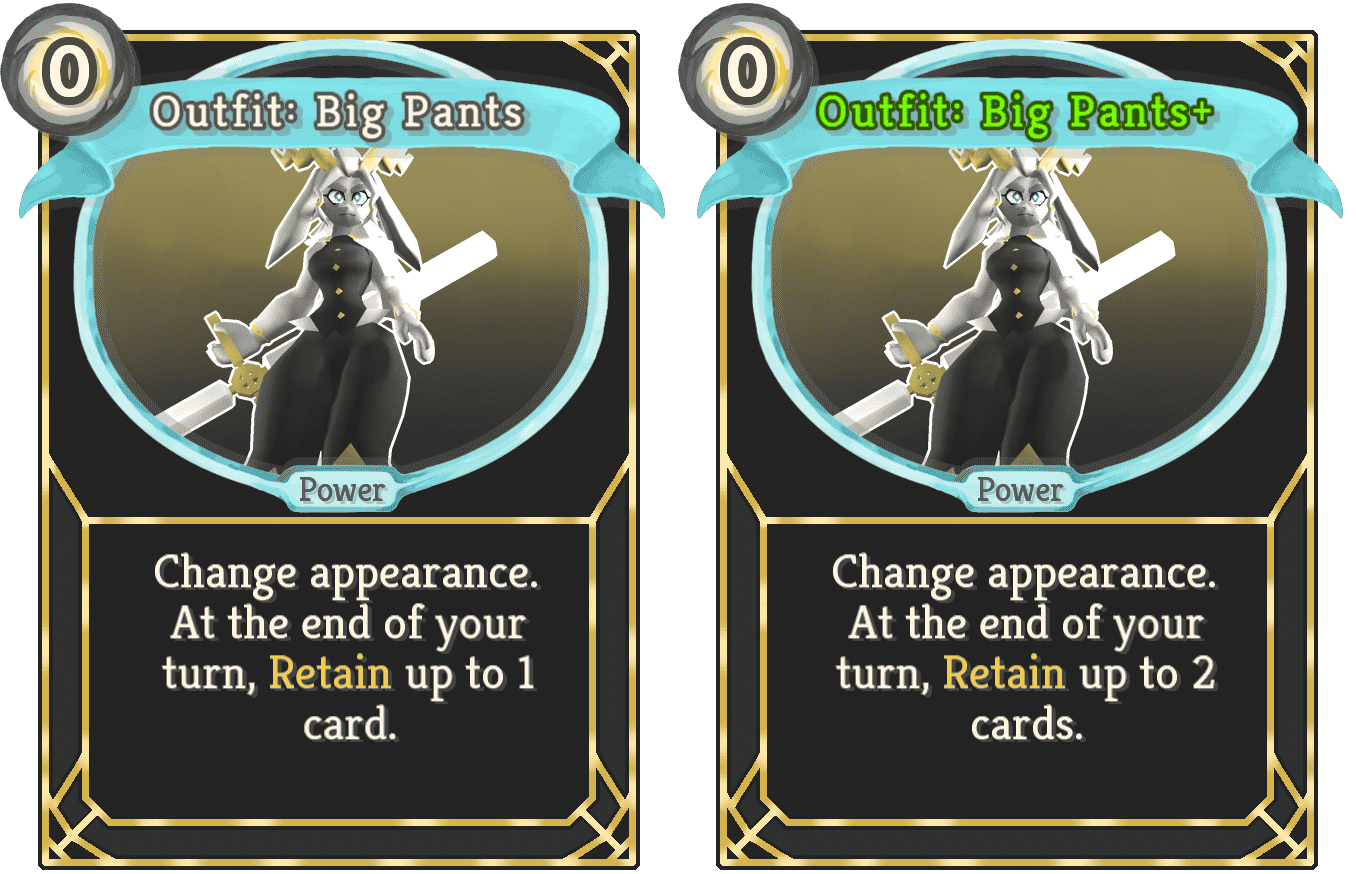 0
Outfit: Big Pants
Power
Change appearance.
At the end of your
turn, Retain up to 1
card.
0
Outfit: Big Pants+
Power
Change appearance.
At the end of your
turn, Retain up to 2
cards.